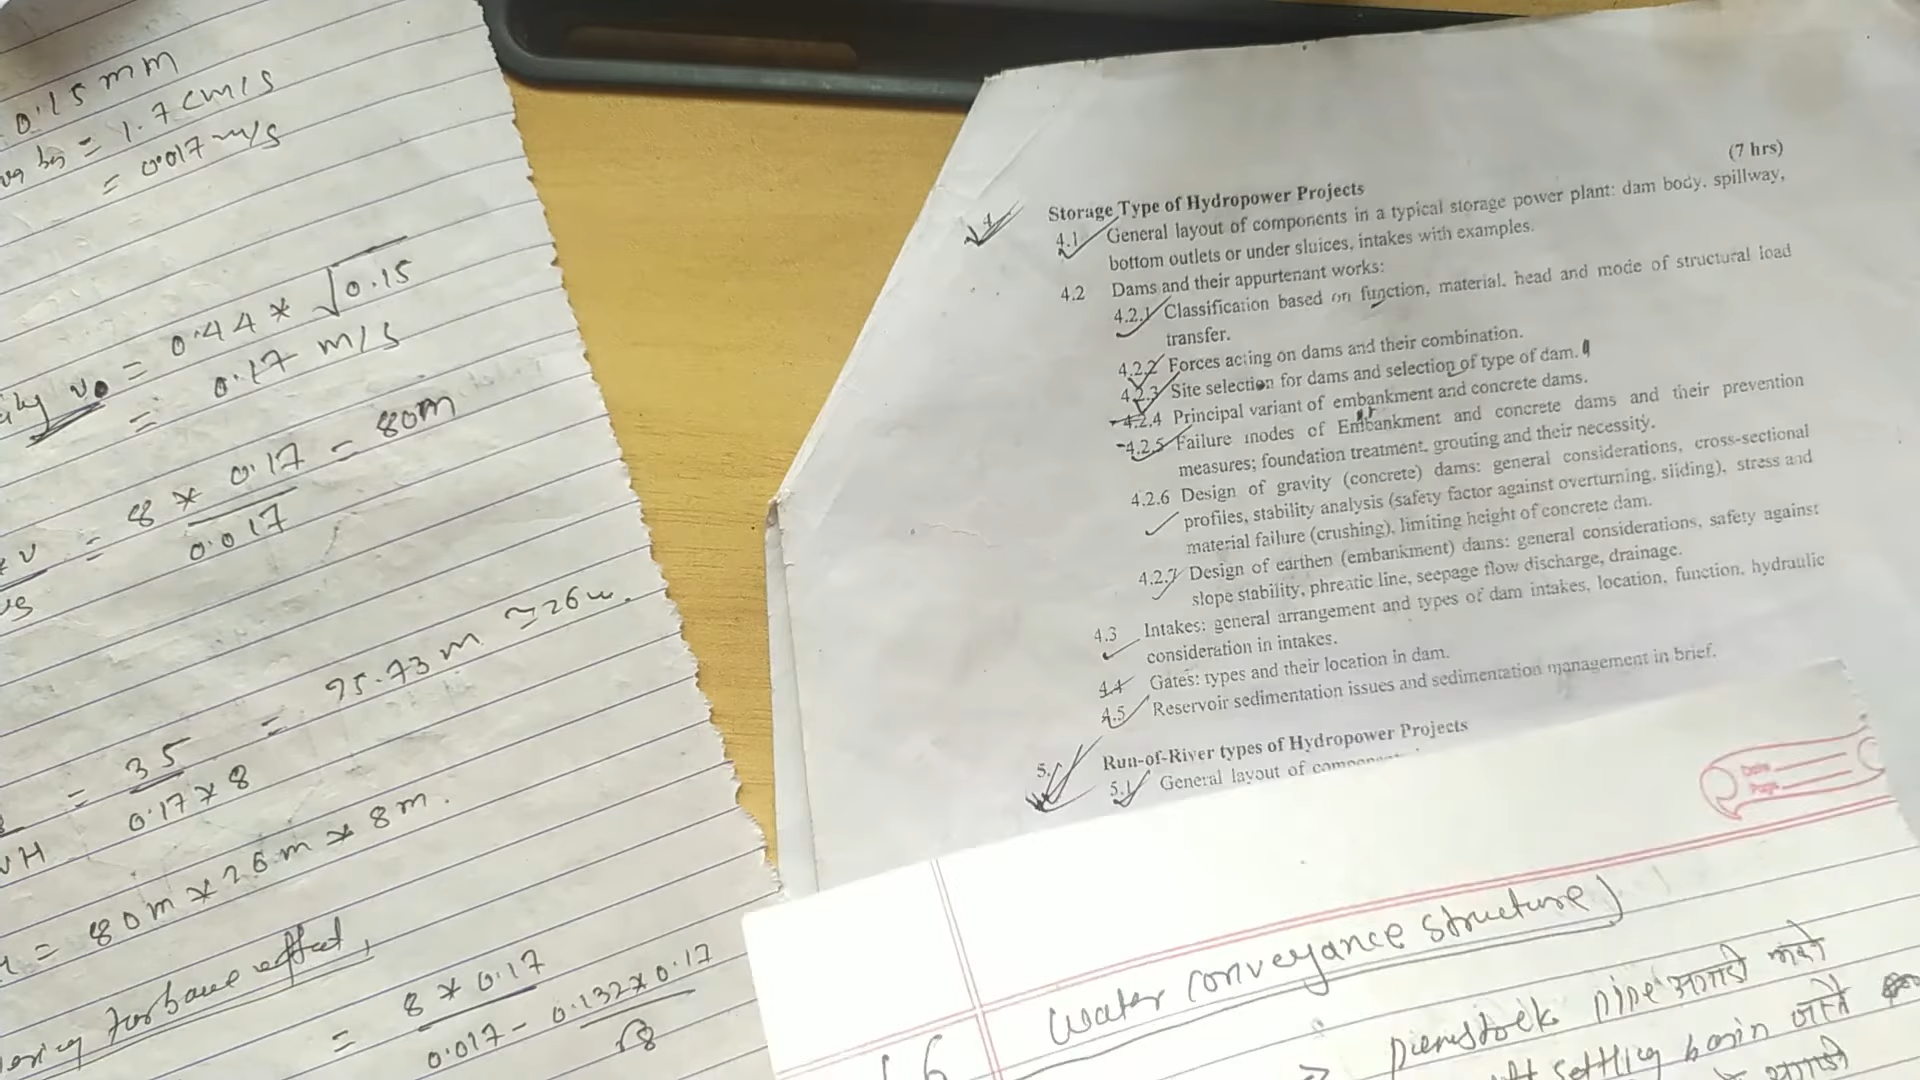 0.15 mm
= 1.7 cm/s
= 0.017 m/s
v₀ = 0.44 * √0.15
= 0.17 m/s
= 8 * 0.17 / 0.017 = 80m
= 35 / 0.17 * 8 = 25.73 m ≃ 26m.
= 80m * 26m * 8m.
effect,
= 8 * 0.17 / 0.017 - 0.132 * 0.17 / √8
(7 hrs)
4. Storage Type of Hydropower Projects
4.1 General layout of components in a typical storage power plant: dam body, spillway,
bottom outlets or under sluices, intakes with examples.
4.2 Dams and their appurtenant works:
4.2.1 Classification based on function, material, head and mode of structural load
transfer.
4.2.2 Forces acting on dams and their combination.
4.2.3 Site selection for dams and selection of type of dam.
4.2.4 Principal variant of embankment and concrete dams.
4.2.5 Failure modes of Embankment and concrete dams and their prevention
measures; foundation treatment, grouting and their necessity.
4.2.6 Design of gravity (concrete) dams: general considerations, cross-sectional
profiles, stability analysis (safety factor against overturning, sliding), stress and
material failure (crushing), limiting height of concrete dam.
4.2.7 Design of earthen (embankment) dams: general considerations, safety against
slope stability, phreatic line, seepage flow discharge, drainage.
4.3 Intakes: general arrangement and types of dam intakes, location, function, hydraulic
consideration in intakes.
4.4 Gates: types and their location in dam.
4.5 Reservoir sedimentation issues and sedimentation management in brief.
5. Run-of-River types of Hydropower Projects
5.1 General layout of
Date
Page
water conveyance structure
penstock pipe अगाडी
settling basin जाने
अगाडी